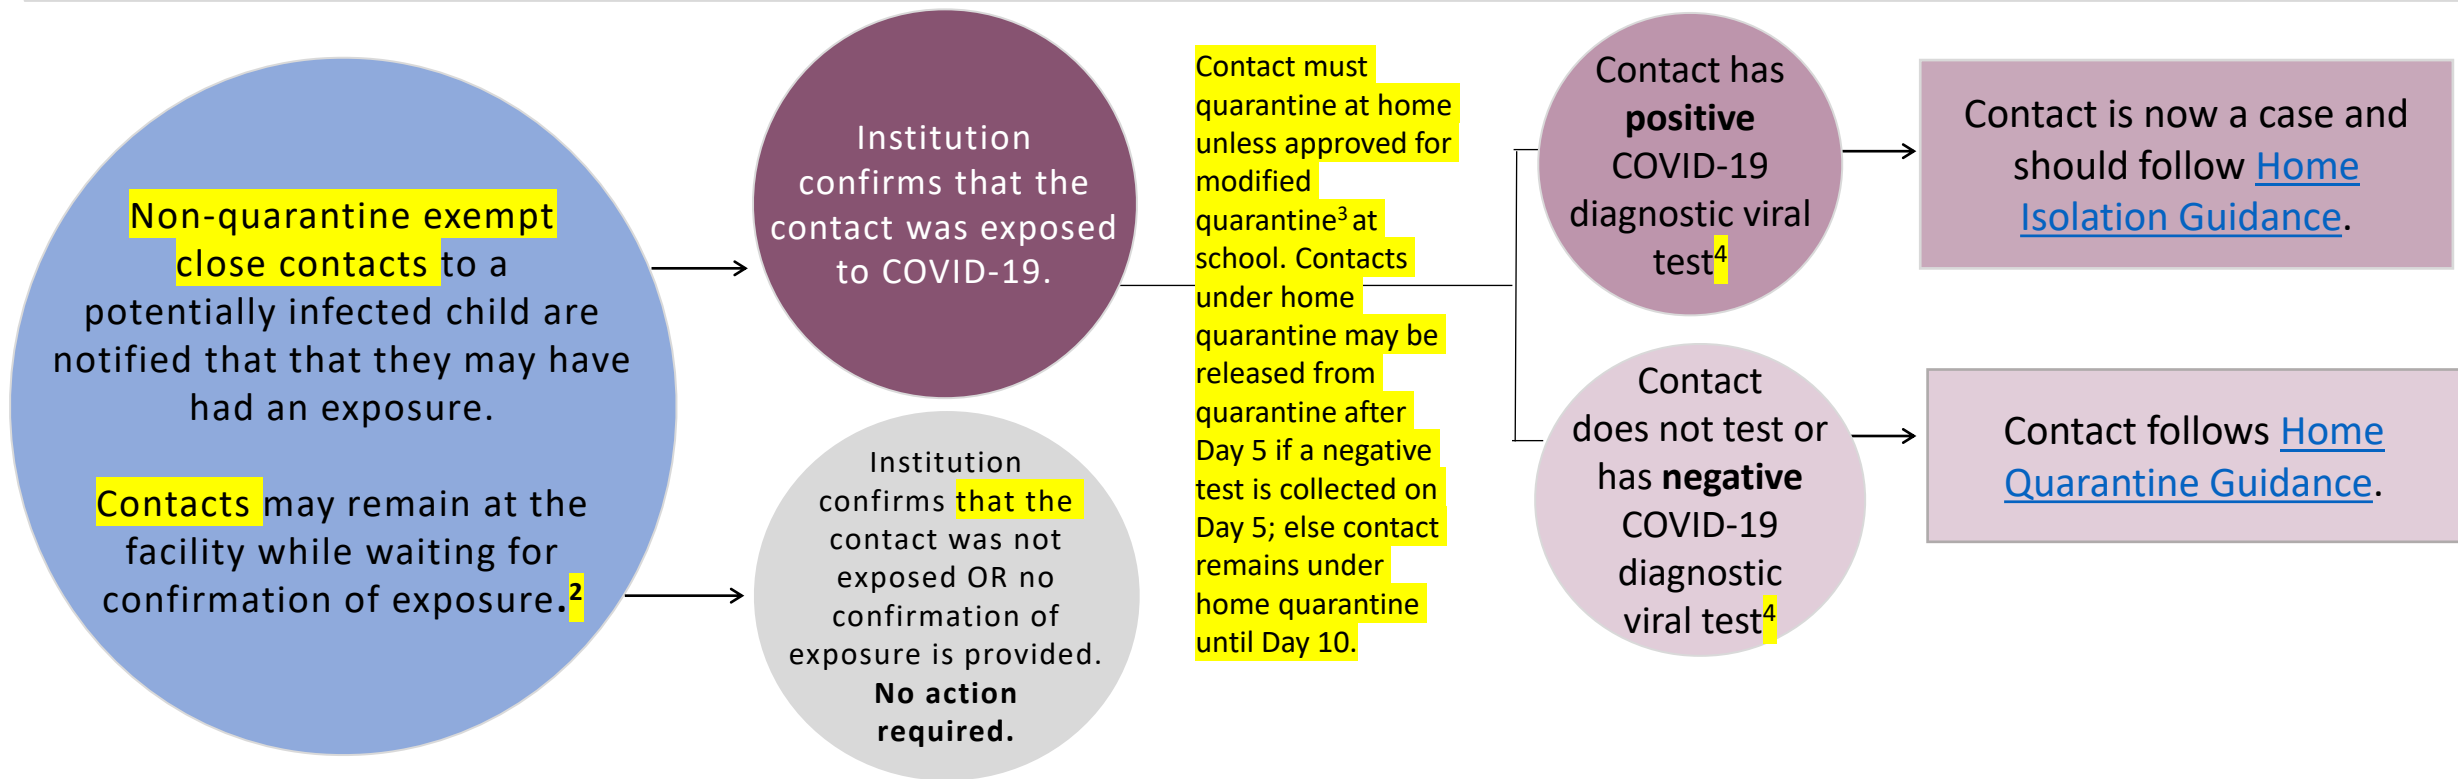 Non-quarantine exempt
close contacts to a
potentially infected child are
notified that that they may have
had an exposure.
Contacts may remain at the
facility while waiting for
confirmation of exposure.2
Institution
confirms that the
contact was exposed
to COVID-19.
Institution
confirms that the
contact was not
exposed OR no
confirmation of
exposure is provided.
No action
required.
Contact must
quarantine at home
unless approved for
modified
quarantine3 at
school. Contacts
under home
quarantine may be
released from
quarantine after
Day 5 if a negative
test is collected on
Day 5; else contact
remains under
home quarantine
until Day 10.
Contact has
positive
COVID-19
diagnostic viral
test4
Contact is now a case and
should follow Home
Isolation Guidance.
Contact
does not test or
has negative
COVID-19
diagnostic
viral test4
Contact follows Home
Quarantine Guidance.